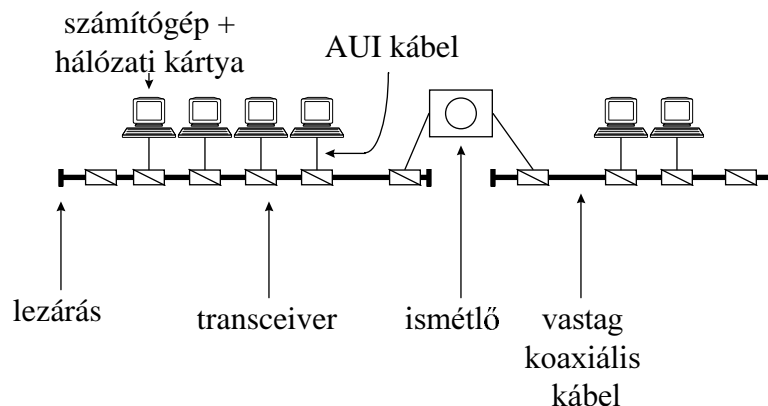 számítógép +
hálózati kártya
AUI kábel
lezárás
transceiver
ismétlő
vastag
koaxiális
kábel